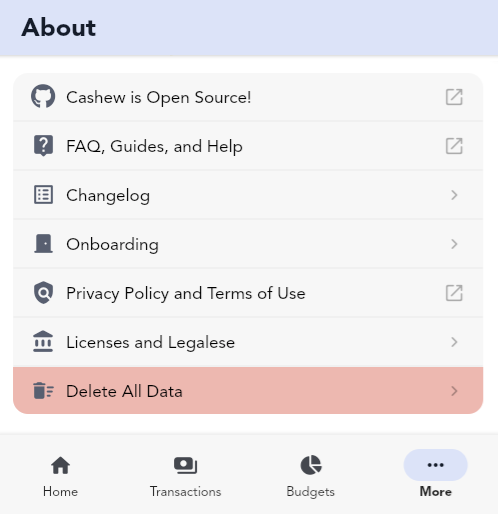 About
Cashew is Open Source!
FAQ, Guides, and Help
Changelog
Onboarding
Privacy Policy and Terms of Use
Licenses and Legalese
Delete All Data
Home
Transactions
Budgets
More